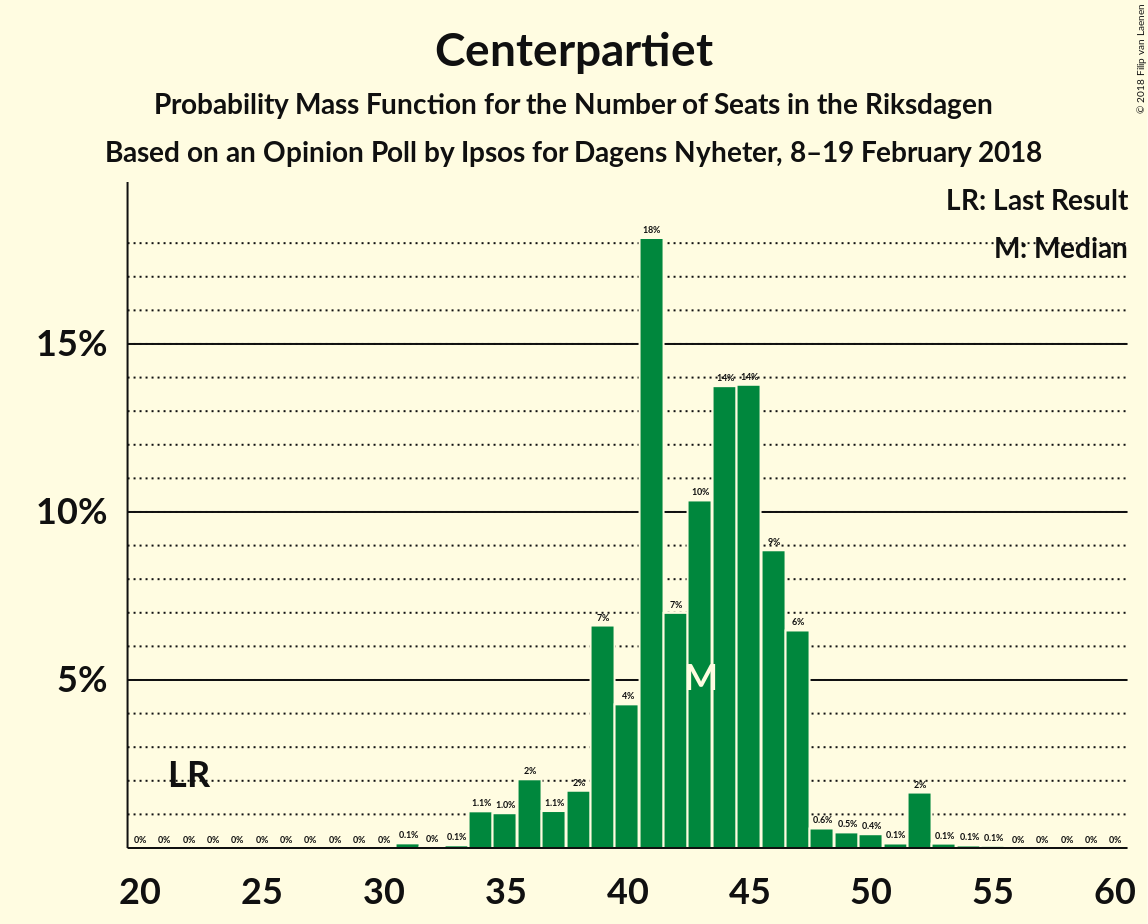 Centerpartiet
Probability Mass Function for the Number of Seats in the Riksdagen
Based on an Opinion Poll by Ipsos for Dagens Nyheter, 8–19 February 2018
© 2018 Filip van Laenen
LR: Last Result
M: Median
18%
15%
14% 14%
10%
10%
9%
7% 7% 6%
5%
4%
M
LR
2% 2% 2%
1.1% 1.0% 1.1%
0.6% 0.5% 0.4%
0% 0% 0% 0% 0% 0% 0% 0% 0% 0% 0% 0.1% 0% 0.1% 0.1% 0.1% 0.1% 0.1% 0% 0% 0% 0% 0%
20 25 30 35 40 45 50 55 60